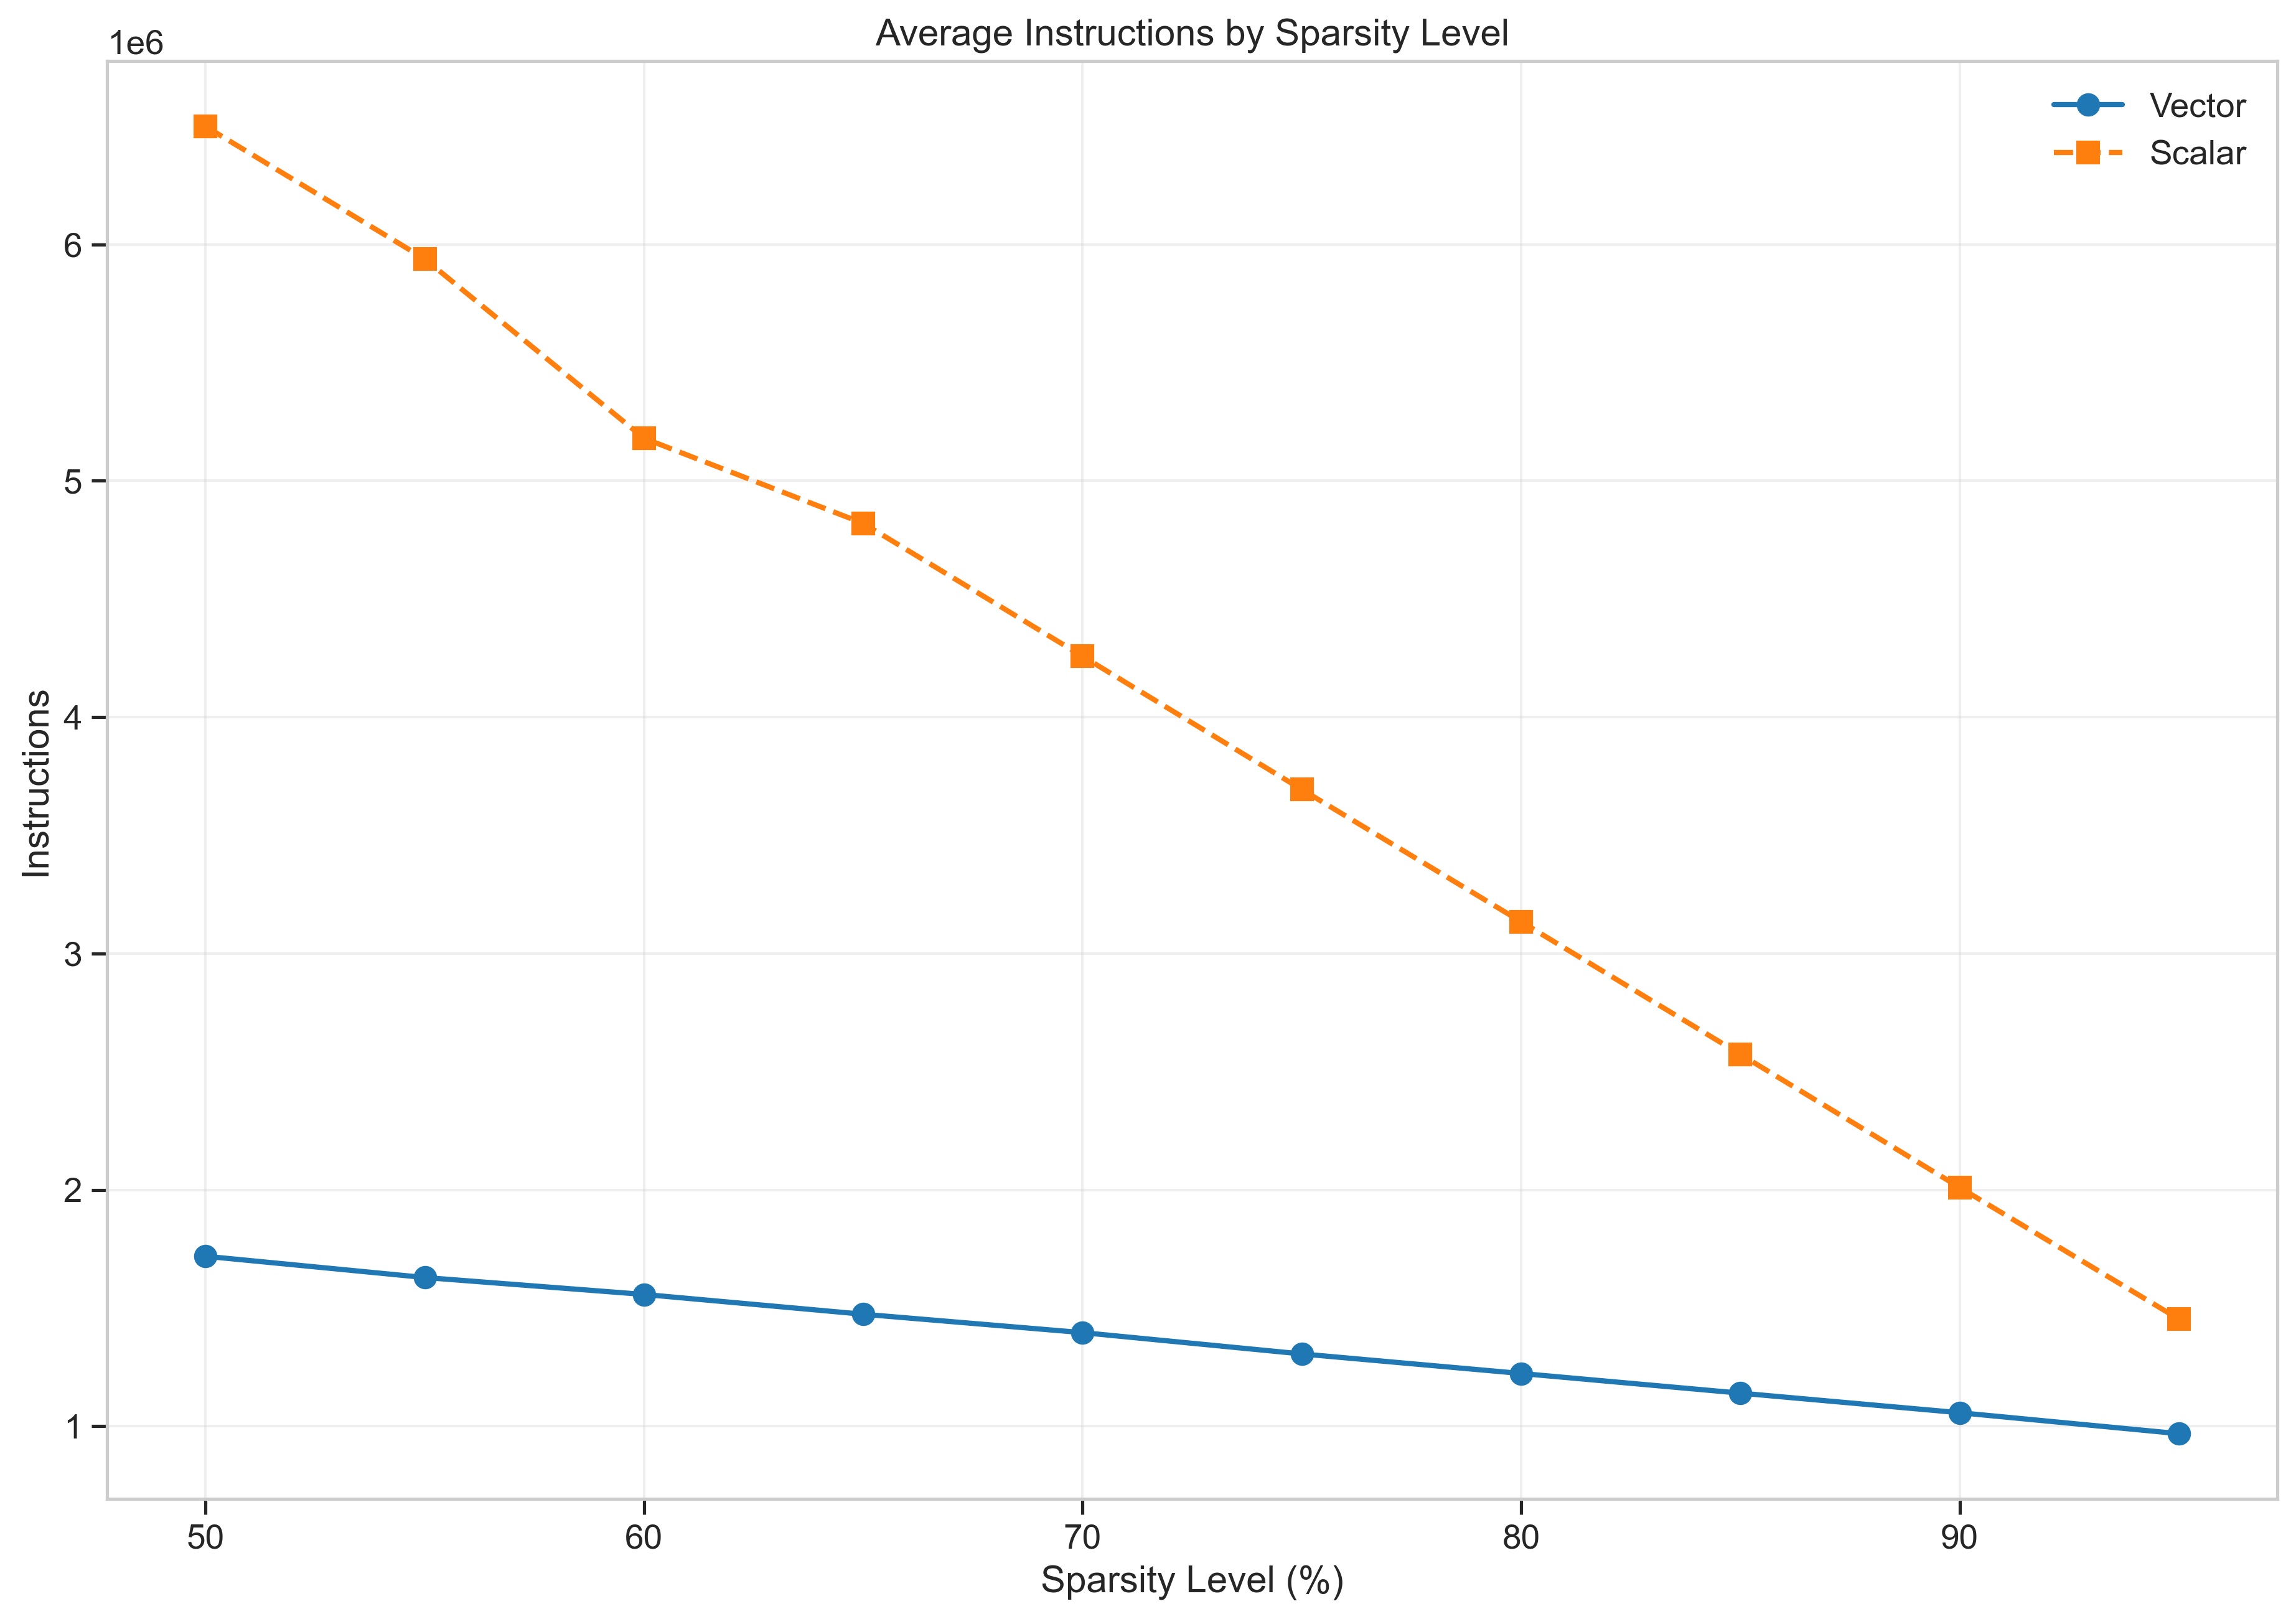 Average Instructions by Sparsity Level
1e6
Vector
Scalar
6
5
4
3
2
1
Instructions
50 60 70 80 90
Sparsity Level (%)